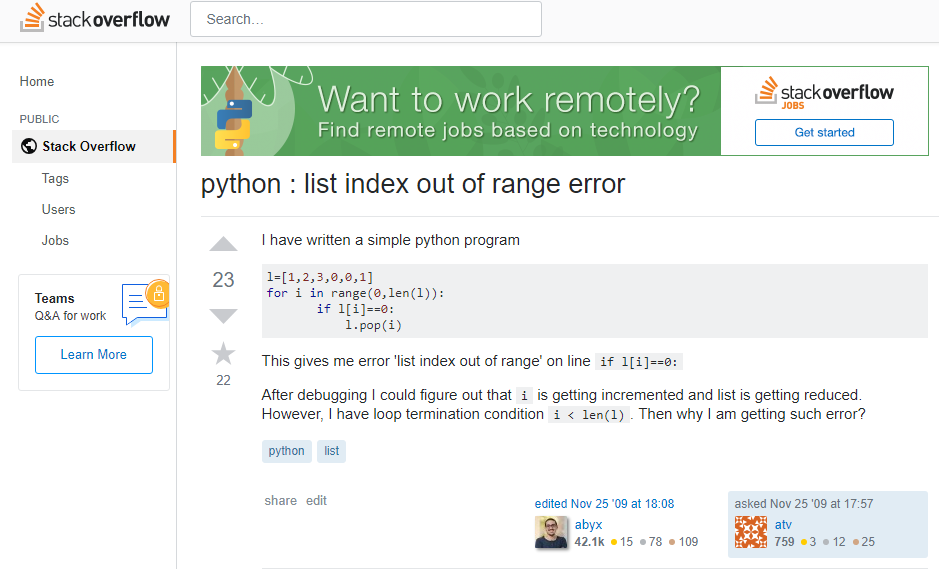 stackoverflow
Search…
Home
PUBLIC
Stack Overflow
Tags
Users
Jobs
Teams
Q&A for work
Learn More
Want to work remotely?
Find remote jobs based on technology
stackoverflow
JOBS
Get started
python : list index out of range error
23
22
I have written a simple python program
l=[1,2,3,0,0,1]
for i in range(0,len(l)):
       if l[i]==0:
           l.pop(i)
This gives me error 'list index out of range' on line if l[i]==0:
After debugging I could figure out that i is getting incremented and list is getting reduced.
However, I have loop termination condition i < len(l). Then why I am getting such error?
python list
share edit
edited Nov 25 '09 at 18:08
abyx
42.1k ●15 ●78 ●109
asked Nov 25 '09 at 17:57
atv
759 ●3 ●12 ●25